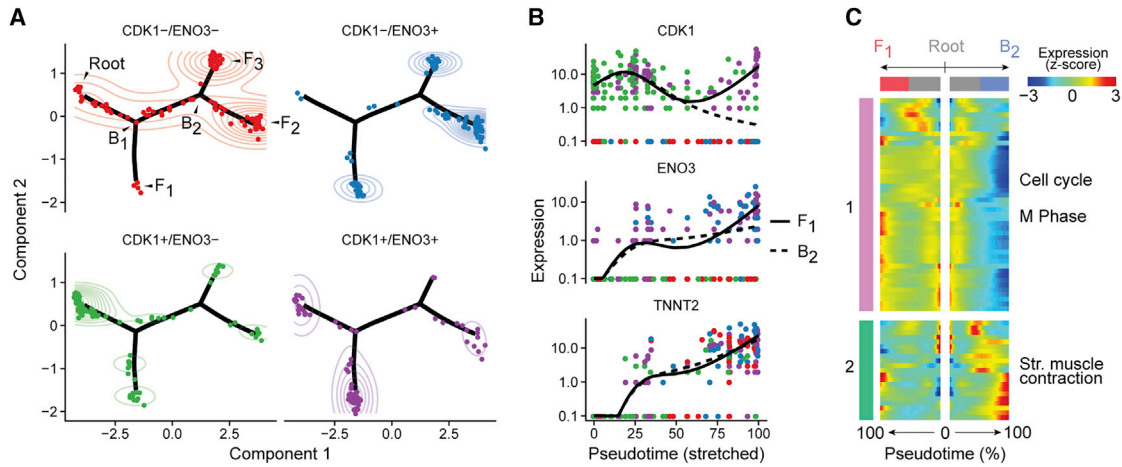 A
CDK1−/ENO3−
CDK1−/ENO3+
Root
F3
B1
B2
F2
F1
1
0
−1
−2
CDK1+/ENO3−
CDK1+/ENO3+
1
0
−1
−2
−2.5 0.0 2.5
−2.5 0.0 2.5
Component 1
Component 2
B
CDK1
10.0
1.0
0.1
ENO3
10.0
1.0
0.1
F1
B2
TNNT2
10.0
1.0
0.1
0 25 50 75 100
Pseudotime (stretched)
Expression
C
F1 Root B2
Expression
(z-score)
−3 0 3
1
Cell cycle
M Phase
2
Str. muscle
contraction
100 0 100
Pseudotime (%)